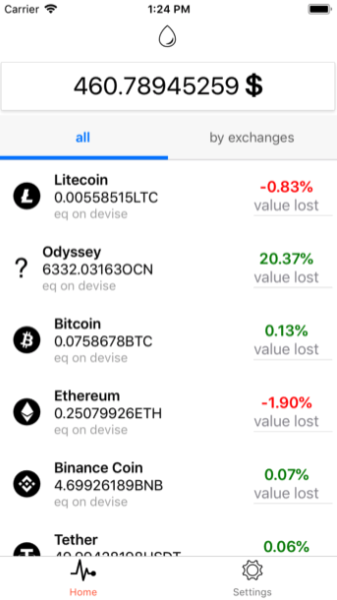 Carrier 1:24 PM
460.78945259 $
all by exchanges
Litecoin
0.00558515LTC
eq on devise
-0.83%
value lost
?
Odyssey
6332.03163OCN
eq on devise
20.37%
value lost
Bitcoin
0.0758678BTC
eq on devise
0.13%
value lost
Ethereum
0.25079926ETH
eq on devise
-1.90%
value lost
Binance Coin
4.69926189BNB
eq on devise
0.07%
value lost
Tether
0.06%
Home Settings